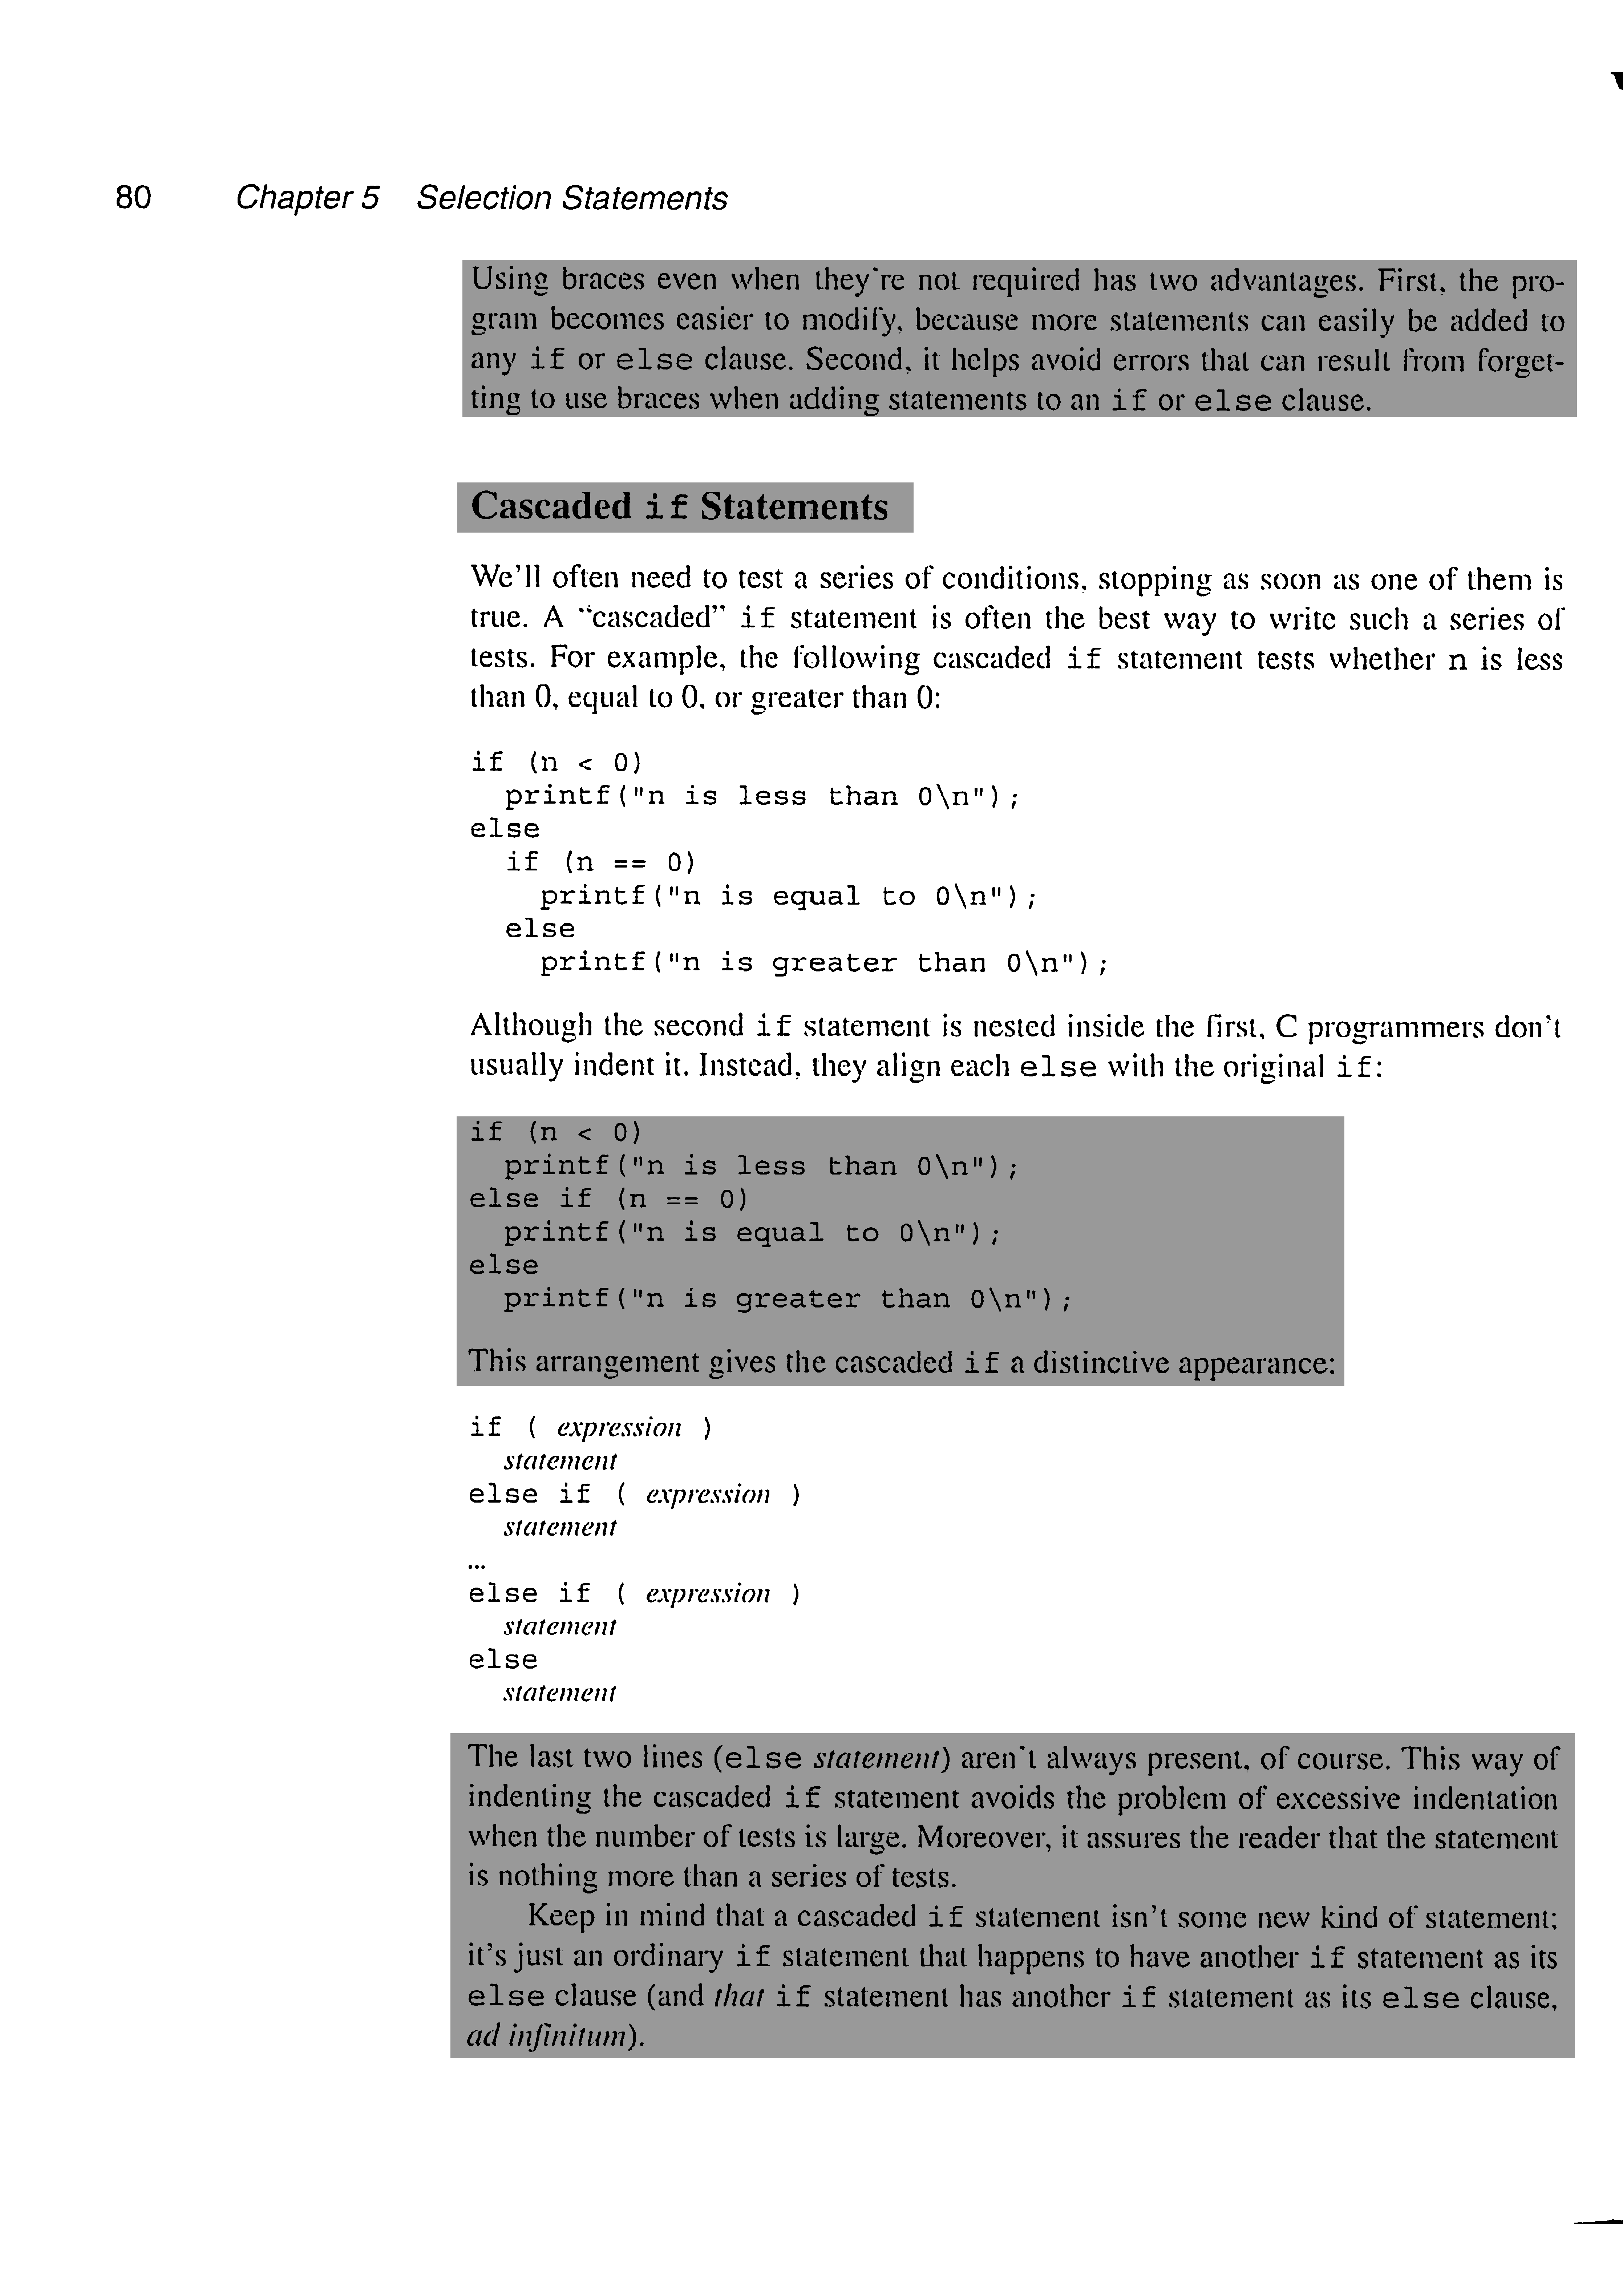 80 Chapter 5 Selection Statements
Using braces even when they're not required has two advantages. First, the pro-
gram becomes easier to modify, because more statements can easily be added to
any if or else clause. Second, it helps avoid errors that can result from forget-
ting to use braces when adding statements to an if or else clause.
Cascaded if Statements
We'll often need to test a series of conditions, stopping as soon as one of them is
true. A "cascaded" if statement is often the best way to write such a series of
tests. For example, the following cascaded if statement tests whether n is less
than 0, equal to 0, or greater than 0:
if (n < 0)
  printf("n is less than 0\n");
else
  if (n == 0)
    printf("n is equal to 0\n");
  else
    printf("n is greater than 0\n");
Although the second if statement is nested inside the first, C programmers don't
usually indent it. Instead, they align each else with the original if:
if (n < 0)
  printf("n is less than 0\n");
else if (n == 0)
  printf("n is equal to 0\n");
else
  printf("n is greater than 0\n");
This arrangement gives the cascaded if a distinctive appearance:
if ( expression )
  statement
else if ( expression )
  statement
...
else if ( expression )
  statement
else
  statement
The last two lines (else statement) aren't always present, of course. This way of
indenting the cascaded if statement avoids the problem of excessive indentation
when the number of tests is large. Moreover, it assures the reader that the statement
is nothing more than a series of tests.
Keep in mind that a cascaded if statement isn't some new kind of statement;
it's just an ordinary if statement that happens to have another if statement as its
else clause (and that if statement has another if statement as its else clause,
ad infinitum).